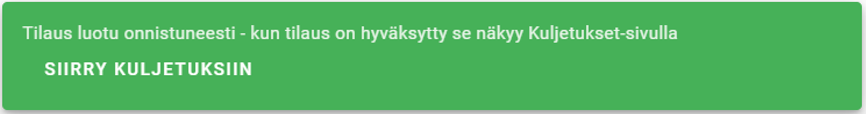 Tilaus luotu onnistuneesti - kun tilaus on hyväksytty se näkyy Kuljetukset-sivulla
SIIRRY KULJETUKSIIN